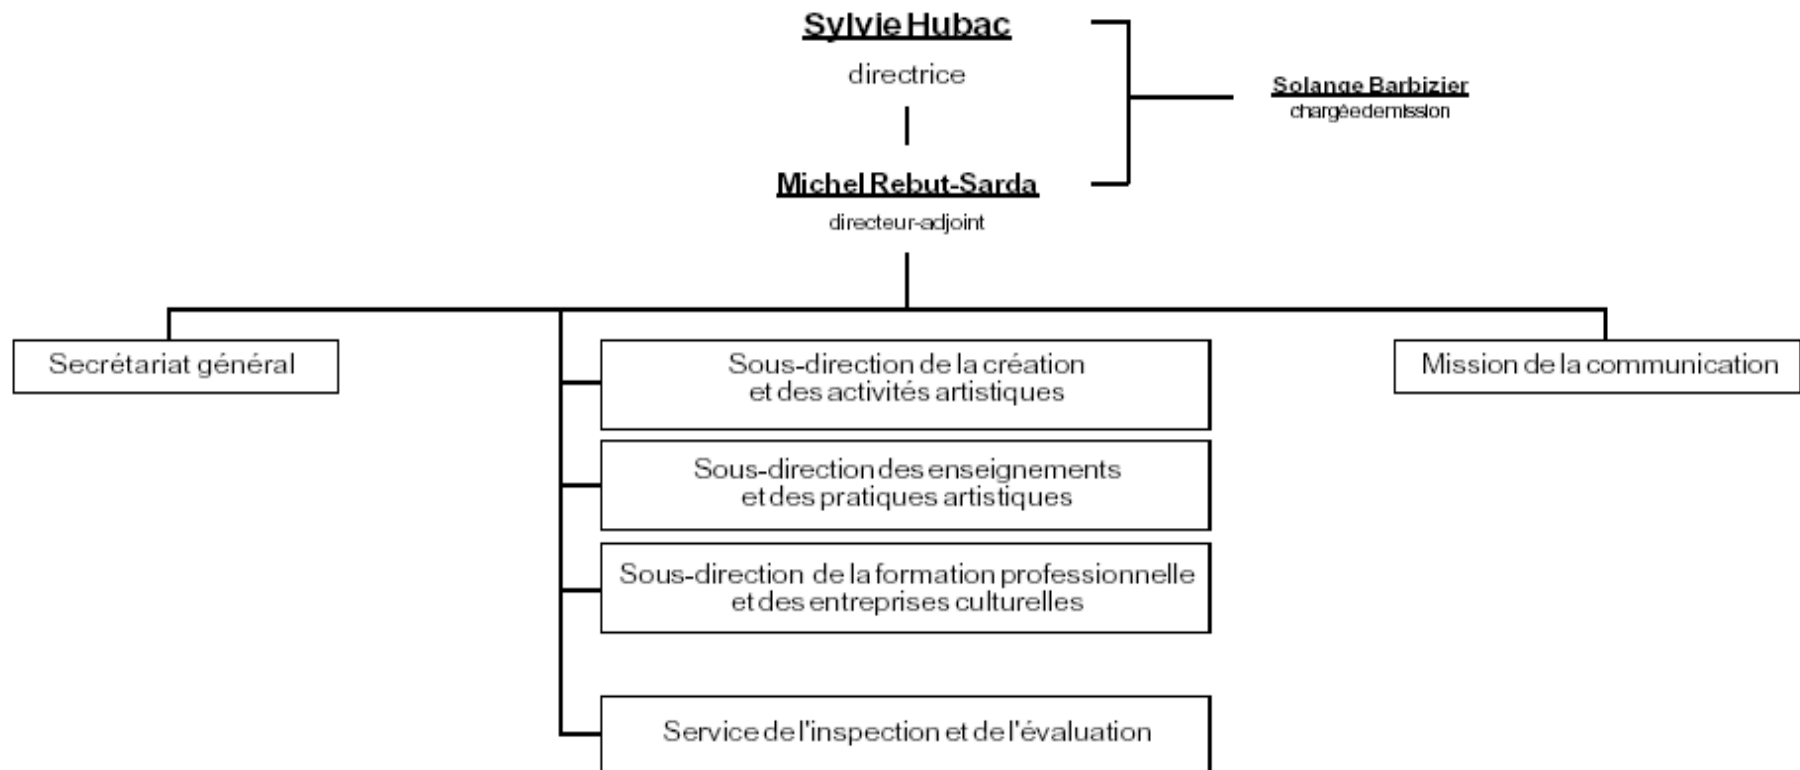 Sylvie Hubac
directrice
Solange Barbizier
chargée de mission
Michel Rebut-Sarda
directeur-adjoint
Secrétariat général
Sous-direction de la création
et des activités artistiques
Mission de la communication
Sous-direction des enseignements
et des pratiques artistiques
Sous-direction de la formation professionnelle
et des entreprises culturelles
Service de l'inspection et de l'évaluation